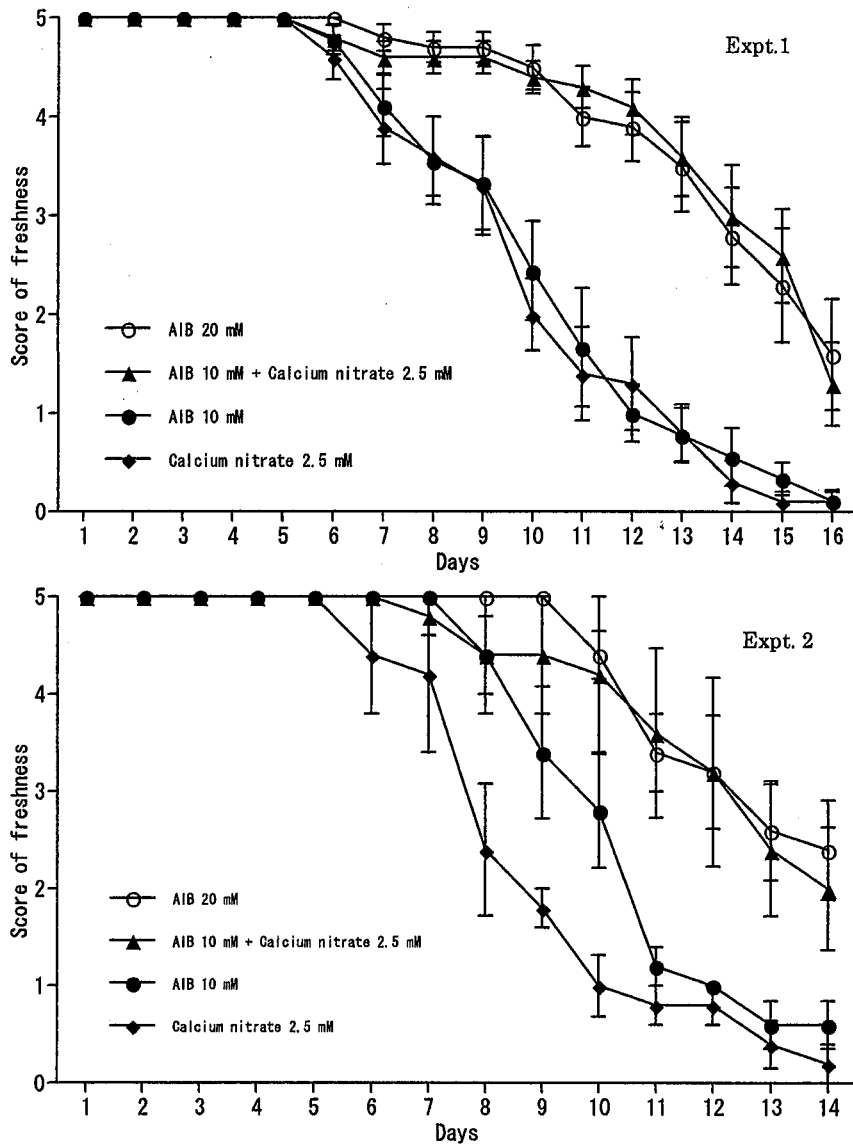 Expt.1
Score of freshness
5
4
3
2
1
0
AIB 20 mM
AIB 10 mM + Calcium nitrate 2.5 mM
AIB 10 mM
Calcium nitrate 2.5 mM
1 2 3 4 5 6 7 8 9 10 11 12 13 14 15 16
Days
Expt. 2
Score of freshness
5
4
3
2
1
0
AIB 20 mM
AIB 10 mM + Calcium nitrate 2.5 mM
AIB 10 mM
Calcium nitrate 2.5 mM
1 2 3 4 5 6 7 8 9 10 11 12 13 14
Days